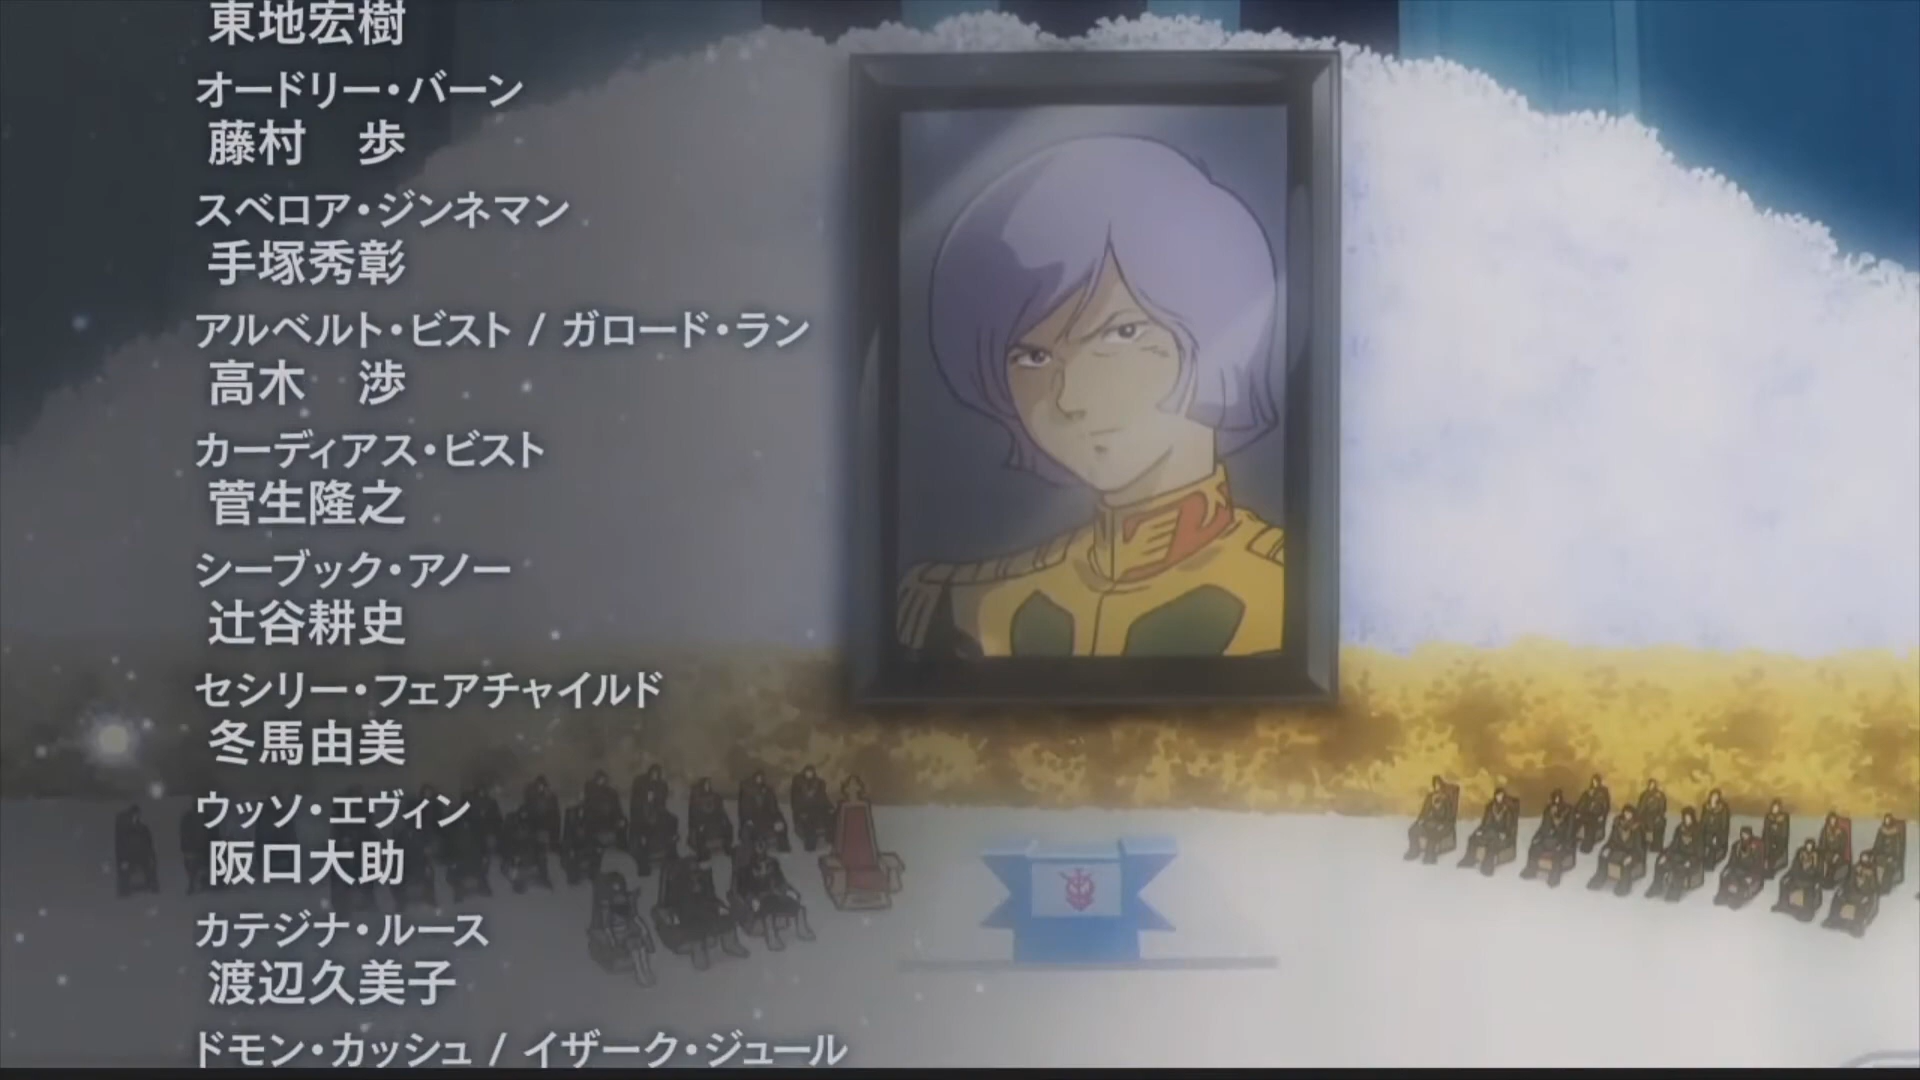 東地宏樹
オードリー・バーン
藤村　歩
スベロア・ジンネマン
手塚秀彰
アルベルト・ビスト / ガロード・ラン
高木　渉
カーディアス・ビスト
菅生隆之
シーブック・アノー
辻谷耕史
セシリー・フェアチャイルド
冬馬由美
ウッソ・エヴィン
阪口大助
カテジナ・ルース
渡辺久美子
ドモン・カッシュ / イザーク・ジュール